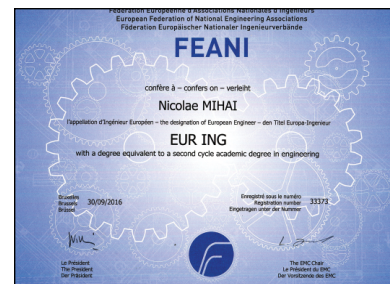 Fédération Européenne d'Associations Nationales d'Ingénieurs
European Federation of National Engineering Associations
Föderation Europäischer Nationaler Ingenieurverbände
FEANI
confère à – confers on – verleiht
Nicolae MIHAI
l'appellation d'Ingénieur Européen – the designation of European Engineer – den Titel Europa-Ingenieur
EUR ING
with a degree equivalent to a second cycle academic degree in engineering
Bruxelles
Brussels 30/09/2016
Brüssel
Enregistré sous le numéro
Registration number 33373
Eingetragen unter der Nummer
Le Président
The President
Der Präsident
The EMC Chair
Le Président du EMC
Der Vorsitzende des EMC